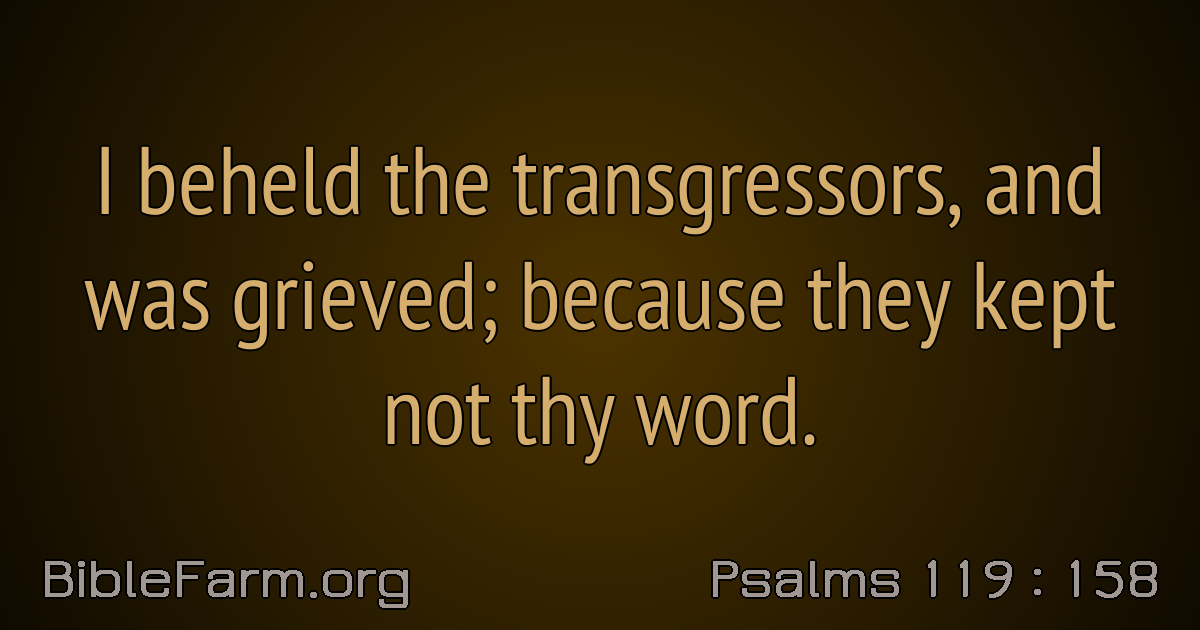 I beheld the transgressors, and
was grieved; because they kept
not thy word.
BibleFarm.org
Psalms 119 : 158